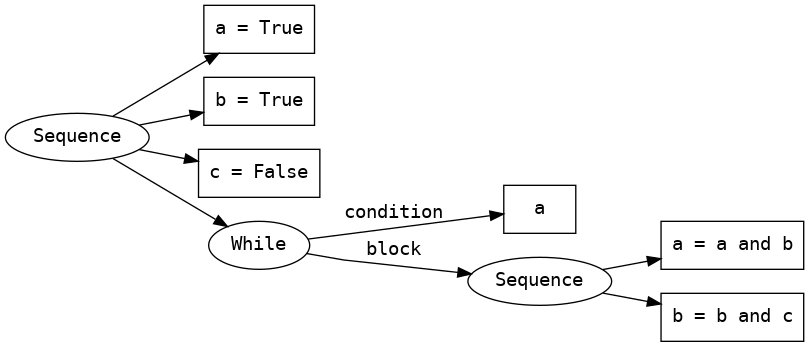 a = True
b = True
Sequence
c = False
While
condition
a
block
Sequence
a = a and b
b = b and c